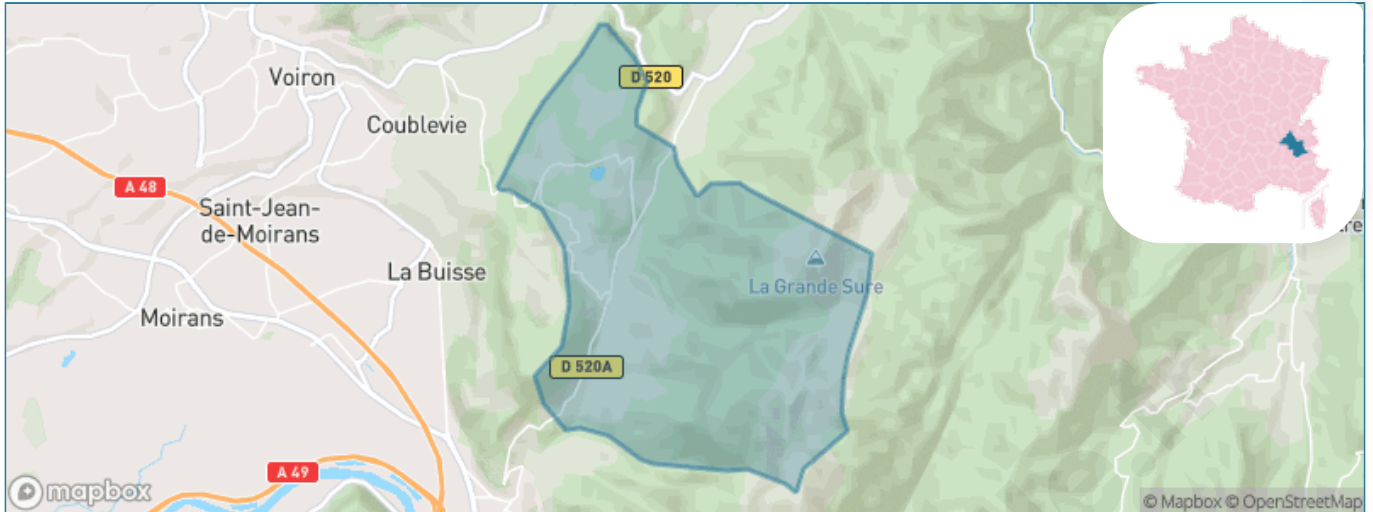 D 520
Voiron
Coublevie
A 48
Saint-Jean-
de-Moirans
La Buisse
La Grande Sure
Moirans
D 520A
A 49
mapbox
© Mapbox © OpenStreetMap